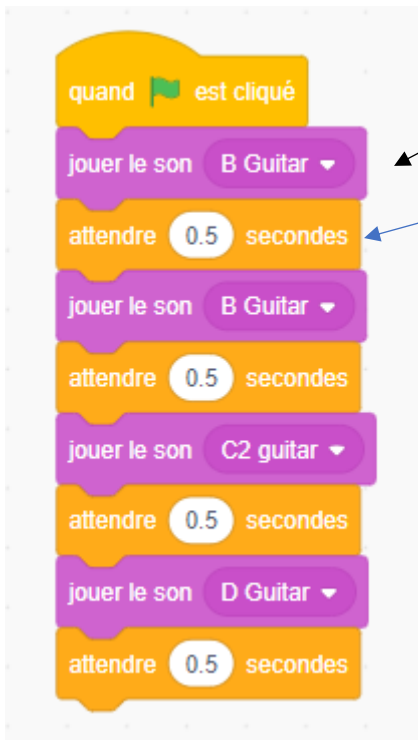 quand est cliqué
jouer le son B Guitar
attendre 0.5 secondes
jouer le son B Guitar
attendre 0.5 secondes
jouer le son C2 guitar
attendre 0.5 secondes
jouer le son D Guitar
attendre 0.5 secondes